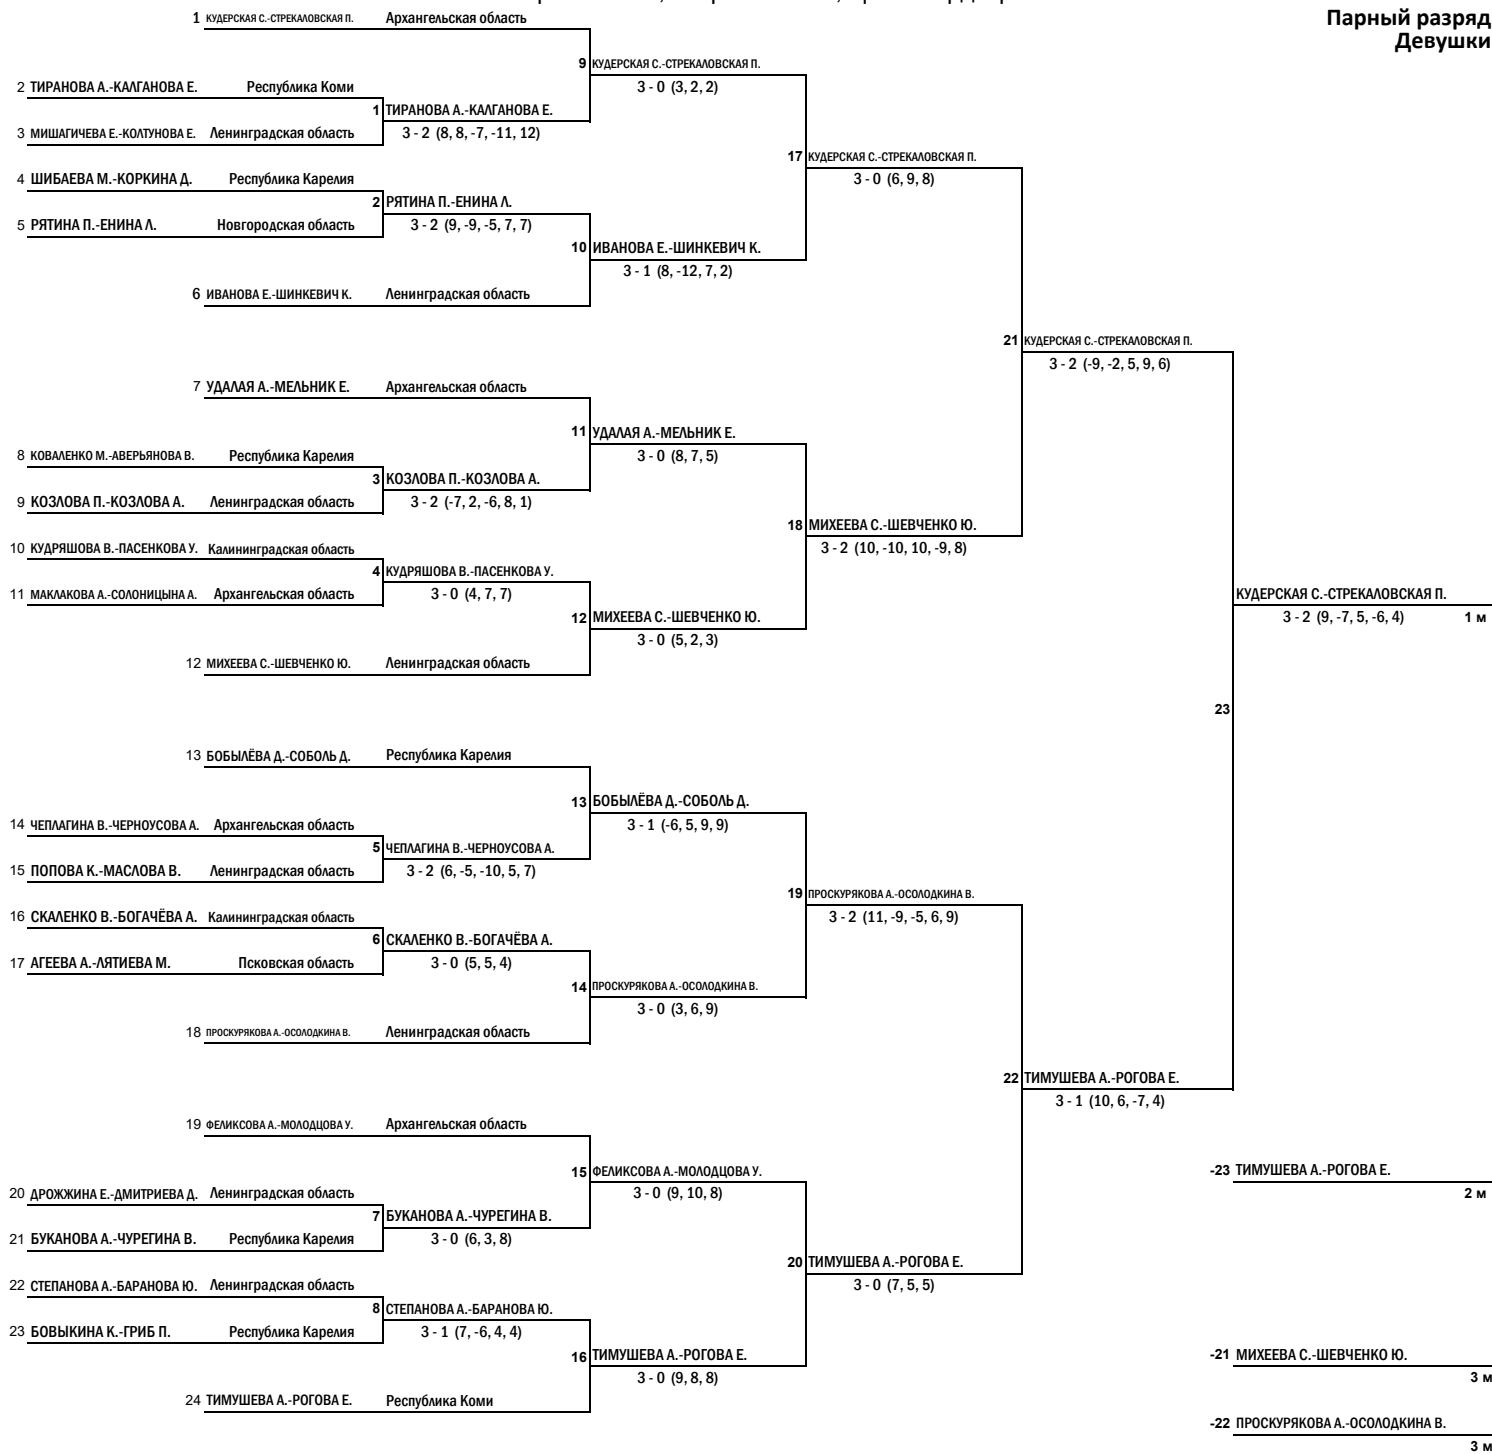 Парный разряд
Девушки
1 КУДЕРСКАЯ С.-СТРЕКАЛОВСКАЯ П. Архангельская область
9 КУДЕРСКАЯ С.-СТРЕКАЛОВСКАЯ П.
2 ТИРАНОВА А.-КАЛГАНОВА Е. Республика Коми 3 - 0 (3, 2, 2)
1 ТИРАНОВА А.-КАЛГАНОВА Е.
3 МИШАГИЧЕВА Е.-КОЛТУНОВА Е. Ленинградская область 3 - 2 (8, 8, -7, -11, 12)
17 КУДЕРСКАЯ С.-СТРЕКАЛОВСКАЯ П.
4 ШИБАЕВА М.-КОРКИНА Д. Республика Карелия 3 - 0 (6, 9, 8)
2 РЯТИНА П.-ЕНИНА Л.
5 РЯТИНА П.-ЕНИНА Л. Новгородская область 3 - 2 (9, -9, -5, 7, 7)
10 ИВАНОВА Е.-ШИНКЕВИЧ К.
3 - 1 (8, -12, 7, 2)
6 ИВАНОВА Е.-ШИНКЕВИЧ К. Ленинградская область
21 КУДЕРСКАЯ С.-СТРЕКАЛОВСКАЯ П.
3 - 2 (-9, -2, 5, 9, 6)
7 УДАЛАЯ А.-МЕЛЬНИК Е. Архангельская область
11 УДАЛАЯ А.-МЕЛЬНИК Е.
8 КОВАЛЕНКО М.-АВЕРЬЯНОВА В. Республика Карелия 3 - 0 (8, 7, 5)
3 КОЗЛОВА П.-КОЗЛОВА А.
9 КОЗЛОВА П.-КОЗЛОВА А. Ленинградская область 3 - 2 (-7, 2, -6, 8, 1)
18 МИХЕЕВА С.-ШЕВЧЕНКО Ю.
10 КУДРЯШОВА В.-ПАСЕНКОВА У. Калининградская область 3 - 2 (10, -10, 10, -9, 8)
4 КУДРЯШОВА В.-ПАСЕНКОВА У.
11 МАКЛАКОВА А.-СОЛОНИЦЫНА А. Архангельская область 3 - 0 (4, 7, 7) КУДЕРСКАЯ С.-СТРЕКАЛОВСКАЯ П.
12 МИХЕЕВА С.-ШЕВЧЕНКО Ю. 3 - 2 (9, -7, 5, -6, 4) 1 м
3 - 0 (5, 2, 3)
12 МИХЕЕВА С.-ШЕВЧЕНКО Ю. Ленинградская область
23
13 БОБЫЛЁВА Д.-СОБОЛЬ Д. Республика Карелия
13 БОБЫЛЁВА Д.-СОБОЛЬ Д.
14 ЧЕПЛАГИНА В.-ЧЕРНОУСОВА А. Архангельская область 3 - 1 (-6, 5, 9, 9)
5 ЧЕПЛАГИНА В.-ЧЕРНОУСОВА А.
15 ПОПОВА К.-МАСЛОВА В. Ленинградская область 3 - 2 (6, -5, -10, 5, 7)
19 ПРОСКУРЯКОВА А.-ОСОЛОДКИНА В.
16 СКАЛЕНКО В.-БОГАЧЁВА А. Калининградская область 3 - 2 (11, -9, -5, 6, 9)
6 СКАЛЕНКО В.-БОГАЧЁВА А.
17 АГЕЕВА А.-ЛЯТИЕВА М. Псковская область 3 - 0 (5, 5, 4)
14 ПРОСКУРЯКОВА А.-ОСОЛОДКИНА В.
3 - 0 (3, 6, 9)
18 ПРОСКУРЯКОВА А.-ОСОЛОДКИНА В. Ленинградская область
22 ТИМУШЕВА А.-РОГОВА Е.
3 - 1 (10, 6, -7, 4)
19 ФЕЛИКСОВА А.-МОЛОДЦОВА У. Архангельская область
15 ФЕЛИКСОВА А.-МОЛОДЦОВА У. -23 ТИМУШЕВА А.-РОГОВА Е.
20 ДРОЖЖИНА Е.-ДМИТРИЕВА Д. Ленинградская область 3 - 0 (9, 10, 8) 2 м
7 БУКАНОВА А.-ЧУРЕГИНА В.
21 БУКАНОВА А.-ЧУРЕГИНА В. Республика Карелия 3 - 0 (6, 3, 8)
20 ТИМУШЕВА А.-РОГОВА Е.
22 СТЕПАНОВА А.-БАРАНОВА Ю. Ленинградская область 3 - 0 (7, 5, 5)
8 СТЕПАНОВА А.-БАРАНОВА Ю.
23 БОВЫКИНА К.-ГРИБ П. Республика Карелия 3 - 1 (7, -6, 4, 4)
16 ТИМУШЕВА А.-РОГОВА Е. -21 МИХЕЕВА С.-ШЕВЧЕНКО Ю.
3 - 0 (9, 8, 8) 3 м
24 ТИМУШЕВА А.-РОГОВА Е. Республика Коми
-22 ПРОСКУРЯКОВА А.-ОСОЛОДКИНА В.
3 м